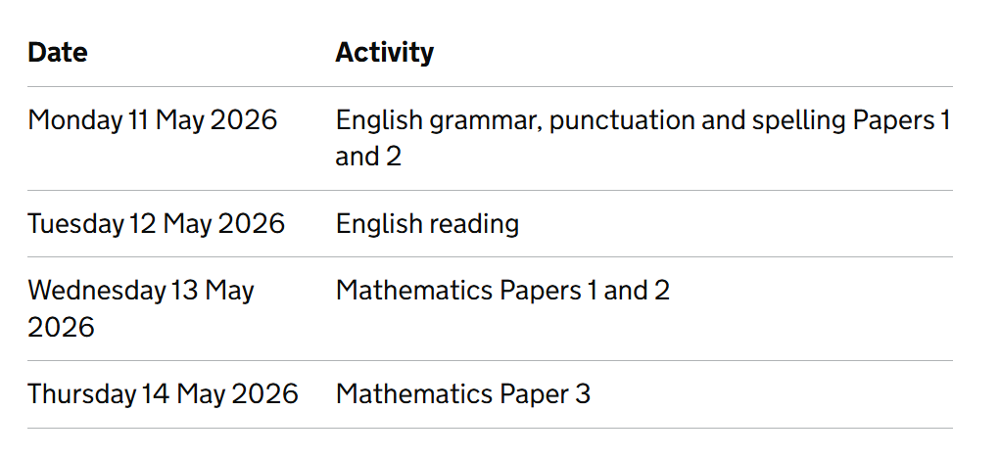 Date Activity
Monday 11 May 2026 English grammar, punctuation and spelling Papers 1
and 2
Tuesday 12 May 2026 English reading
Wednesday 13 May Mathematics Papers 1 and 2
2026
Thursday 14 May 2026 Mathematics Paper 3